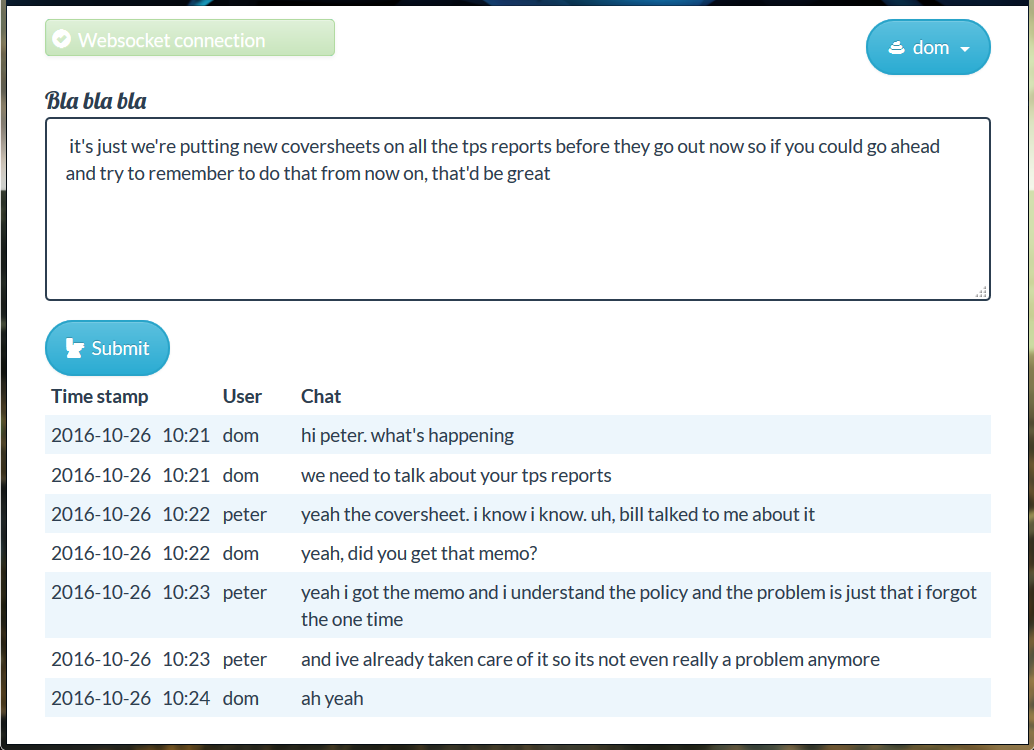 Websocket connection
dom
Bla bla bla
it's just we're putting new coversheets on all the tps reports before they go out now so if you could go ahead
and try to remember to do that from now on, that'd be great
Submit
Time stamp User Chat
2016-10-26 10:21 dom hi peter. what's happening
2016-10-26 10:21 dom we need to talk about your tps reports
2016-10-26 10:22 peter yeah the coversheet. i know i know. uh, bill talked to me about it
2016-10-26 10:22 dom yeah, did you get that memo?
2016-10-26 10:23 peter yeah i got the memo and i understand the policy and the problem is just that i forgot
the one time
2016-10-26 10:23 peter and ive already taken care of it so its not even really a problem anymore
2016-10-26 10:24 dom ah yeah